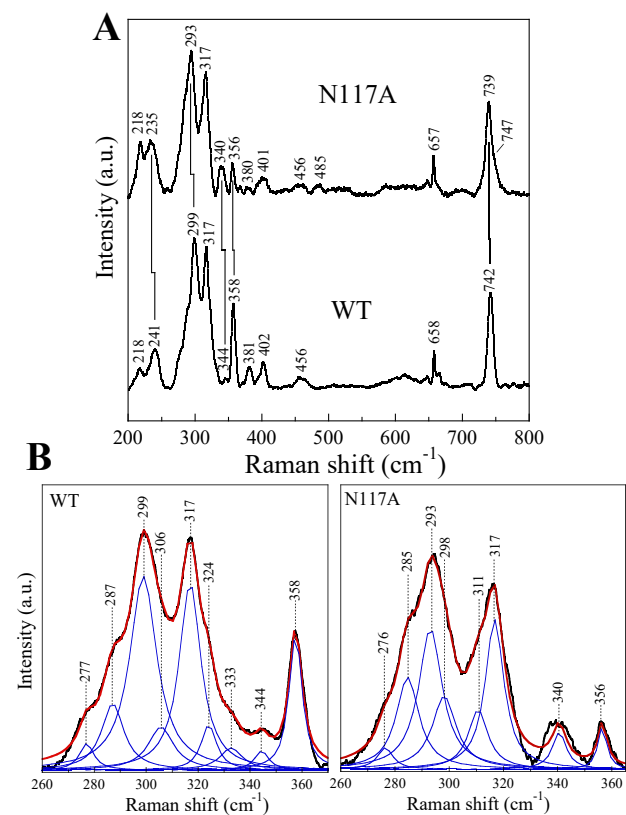 A
N117A
218
235
293
317
340
356
380
401
456
485
657
739
747
WT
218
241
299
317
344
358
381
402
456
658
742
Intensity (a.u.)
200 300 400 500 600 700 800
Raman shift (cm-1)
B
WT
277
287
299
306
317
324
333
344
358
Intensity (a.u.)
260 280 300 320 340 360
Raman shift (cm-1)
N117A
276
285
293
298
311
317
340
356
260 280 300 320 340 360
Raman shift (cm-1)